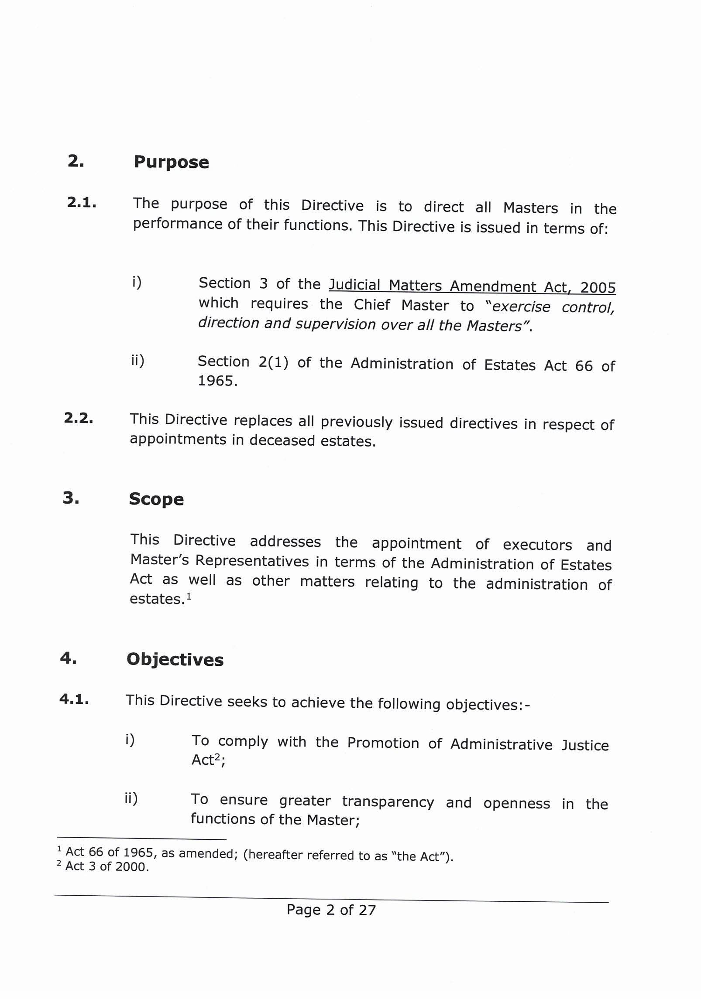 2. Purpose
2.1. The purpose of this Directive is to direct all Masters in the
performance of their functions. This Directive is issued in terms of:
i) Section 3 of the Judicial Matters Amendment Act, 2005
which requires the Chief Master to "exercise control,
direction and supervision over all the Masters".
ii) Section 2(1) of the Administration of Estates Act 66 of
1965.
2.2. This Directive replaces all previously issued directives in respect of
appointments in deceased estates.
3. Scope
This Directive addresses the appointment of executors and
Master's Representatives in terms of the Administration of Estates
Act as well as other matters relating to the administration of
estates.¹
4. Objectives
4.1. This Directive seeks to achieve the following objectives:-
i) To comply with the Promotion of Administrative Justice
Act²;
ii) To ensure greater transparency and openness in the
functions of the Master;
¹ Act 66 of 1965, as amended; (hereafter referred to as "the Act").
² Act 3 of 2000.
Page 2 of 27